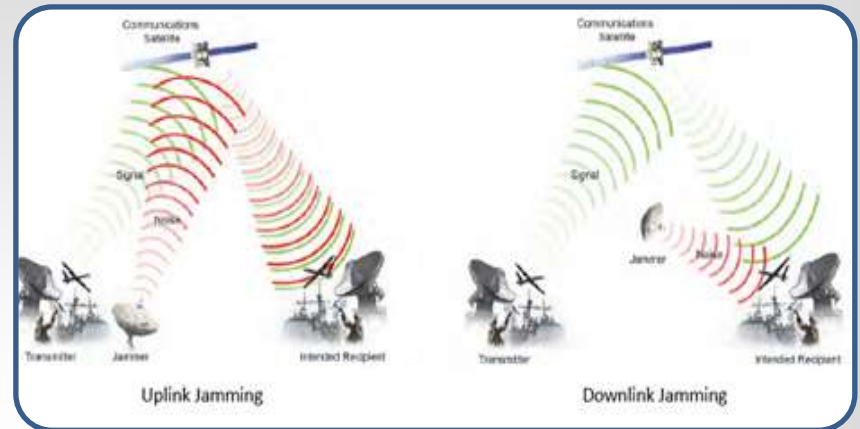 Communications
Satellite
Signal
Noise
Transmitter
Jammer
Intended Recipient
Uplink Jamming
Communications
Satellite
Signal
Jammer
Noise
Transmitter
Intended Recipient
Downlink Jamming